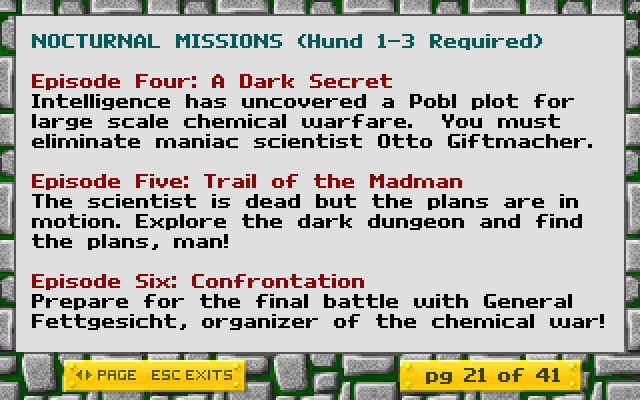 NOCTURNAL MISSIONS (Hund 1-3 Required)
Episode Four: A Dark Secret
Intelligence has uncovered a Pobl plot for
large scale chemical warfare.  You must
eliminate maniac scientist Otto Giftmacher.
Episode Five: Trail of the Madman
The scientist is dead but the plans are in
motion. Explore the dark dungeon and find
the plans, man!
Episode Six: Confrontation
Prepare for the final battle with General
Fettgesicht, organizer of the chemical war!
PAGE ESC EXITS
pg 21 of 41